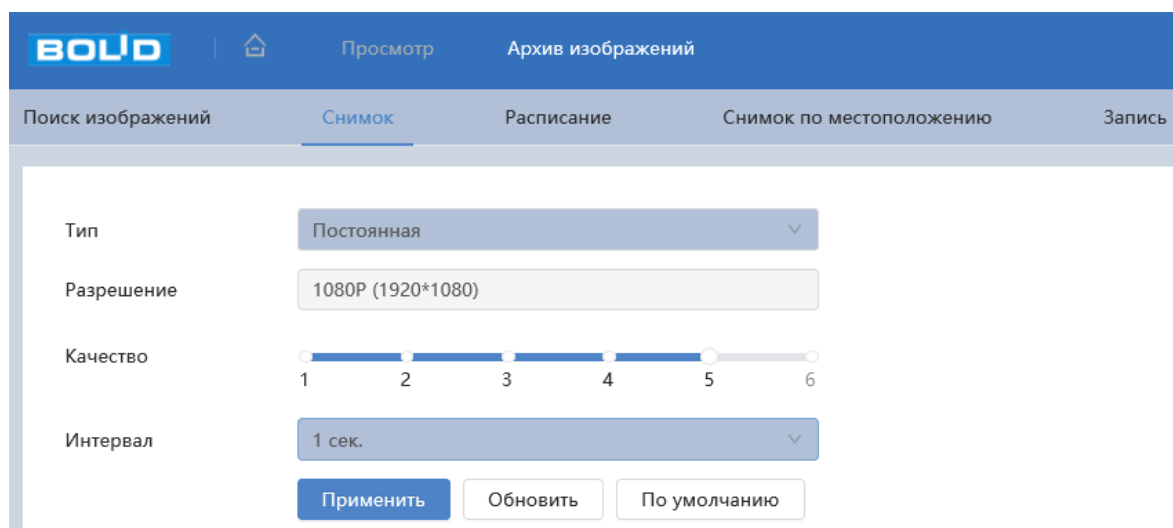 BOLID Просмотр Архив изображений
Поиск изображений Снимок Расписание Снимок по местоположению Запись
Тип Постоянная
Разрешение 1080P (1920*1080)
Качество
1 2 3 4 5 6
Интервал 1 сек.
Применить Обновить По умолчанию